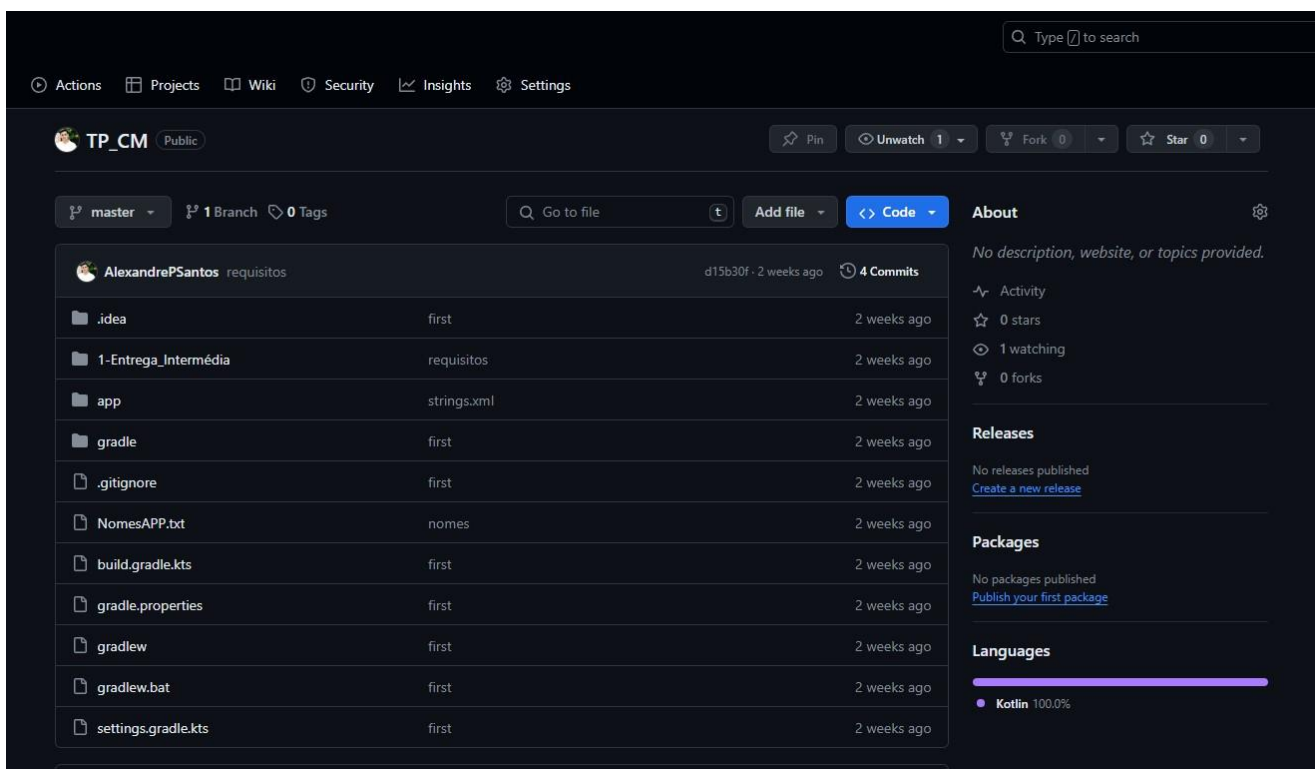 Type / to search
Actions Projects Wiki Security Insights Settings
TP_CM Public Pin Unwatch 1 Fork 0 Star 0
master 1 Branch 0 Tags Go to file t Add file <> Code
AlexandrePSantos requisitos d15b30f · 2 weeks ago 4 Commits
.idea first 2 weeks ago
1-Entrega_Intermédia requisitos 2 weeks ago
app strings.xml 2 weeks ago
gradle first 2 weeks ago
.gitignore first 2 weeks ago
NomesAPP.txt nomes 2 weeks ago
build.gradle.kts first 2 weeks ago
gradle.properties first 2 weeks ago
gradlew first 2 weeks ago
gradlew.bat first 2 weeks ago
settings.gradle.kts first 2 weeks ago
About
No description, website, or topics provided.
Activity
0 stars
1 watching
0 forks
Releases
No releases published
Create a new release
Packages
No packages published
Publish your first package
Languages
Kotlin 100.0%